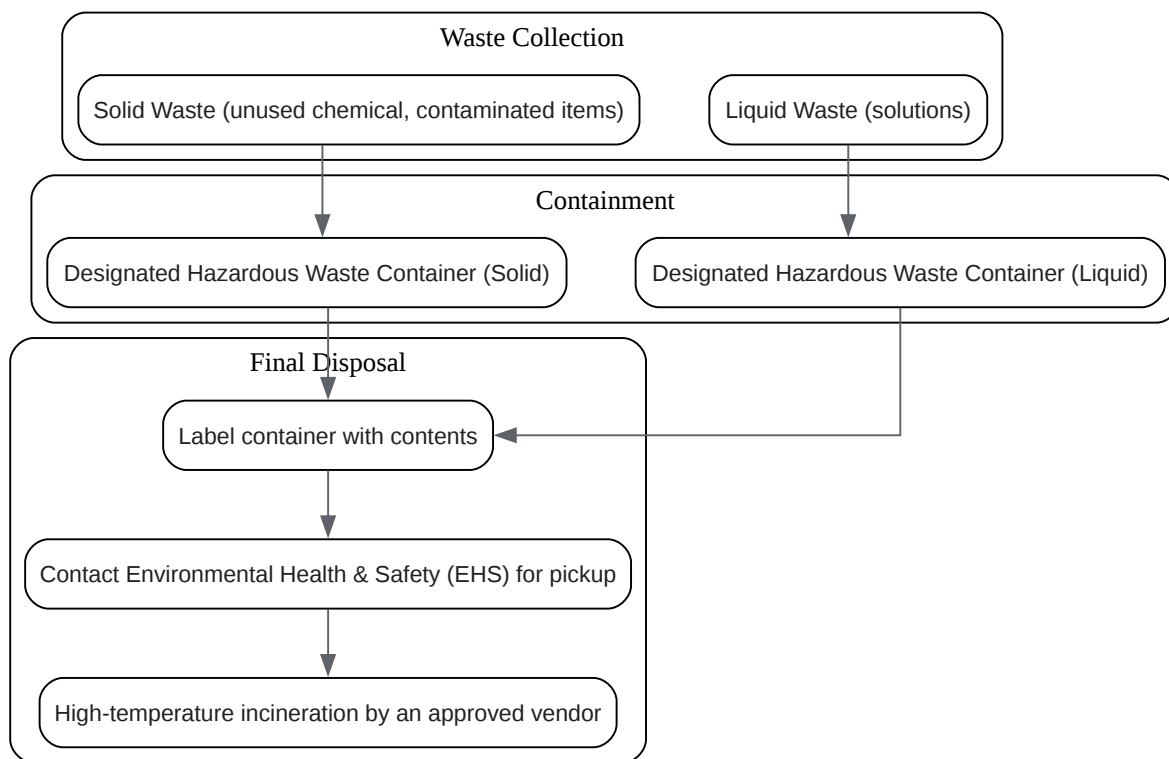 Waste Collection
Solid Waste (unused chemical, contaminated items)
Liquid Waste (solutions)
Containment
Designated Hazardous Waste Container (Solid)
Designated Hazardous Waste Container (Liquid)
Final Disposal
Label container with contents
Contact Environmental Health & Safety (EHS) for pickup
High-temperature incineration by an approved vendor